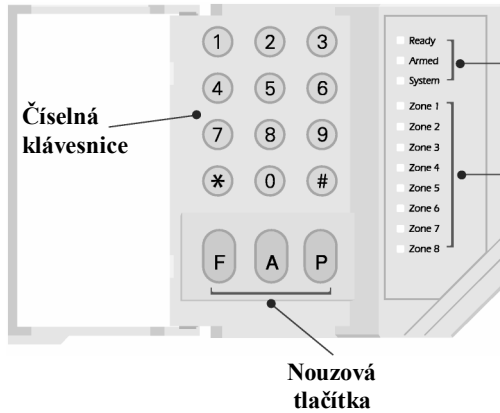 Číselná
klávesnice
1 2 3
4 5 6
7 8 9
* 0 #
F A P
Nouzová
tlačítka
Ready
Armed
System
Zone 1
Zone 2
Zone 3
Zone 4
Zone 5
Zone 6
Zone 7
Zone 8